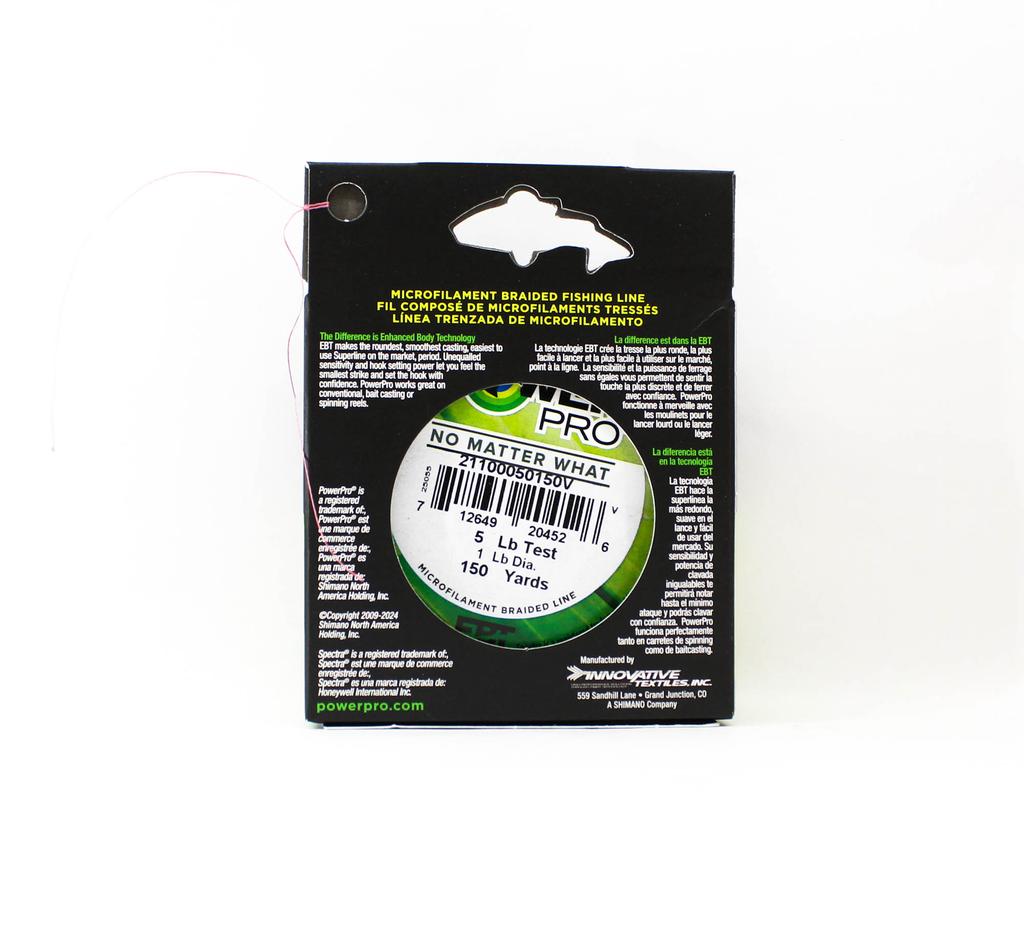 MICROFILAMENT BRAIDED FISHING LINE
FIL COMPOSÉ DE MICROFILAMENTS TRESSÉS
LÍNEA TRENZADA DE MICROFILAMENTO
The Difference is Enhanced Body Technology
EBT makes the roundest, smoothest casting, easiest to
use Superline on the market, period. Unequalled
sensitivity and hook setting power let you feel the
smallest strike and set the hook with
confidence. PowerPro works great on
conventional, bait casting or
spinning reels.
La difference est dans la EBT
La technologie EBT crée la tresse la plus ronde, la plus
facile à lancer et la plus facile à utiliser sur le marché,
point à la ligne. La sensibilité et la puissance de ferrage
sans égales vous permettent de sentir la
touche la plus discrète et de ferrer
avec confiance. PowerPro
fonctionne à merveille avec
les moulinets pour le
lancer lourd ou le lancer
léger.
La diferencia está
en la tecnología
EBT
La tecnología
EBT hace la
superlínea la
más redondo,
suave en el
lance y fácil
de usar del
mercado. Su
sensibilidad y
potencia de
clavada
inigualables te
permitirá notar
hasta el mínimo
ataque y podrás clavar
con confianza. PowerPro
funciona perfectamente
tanto en carretes de spinning
como de baitcasting.
PRO
NO MATTER WHAT
21100050150V
25055
V
7 12649 20452 6
5 Lb Test
1 Lb Dia.
150 Yards
MICROFILAMENT BRAIDED LINE
EBT
PowerPro® is
a registered
trademark of:,
PowerPro® est
une marque de
commerce
enregistrée de:,
PowerPro® es
una marca
registrada de:
Shimano North
America Holding, Inc.
©Copyright 2009-2024
Shimano North America
Holding, Inc.
Spectra® is a registered trademark of:,
Spectra® est une marque de commerce
enregistrée de:,
Spectra® es una marca registrada de:
Honeywell International Inc.
powerpro.com
Manufactured by
INNOVATIVE
TEXTILES, INC.
559 Sandhill Lane • Grand Junction, CO
A SHIMANO Company